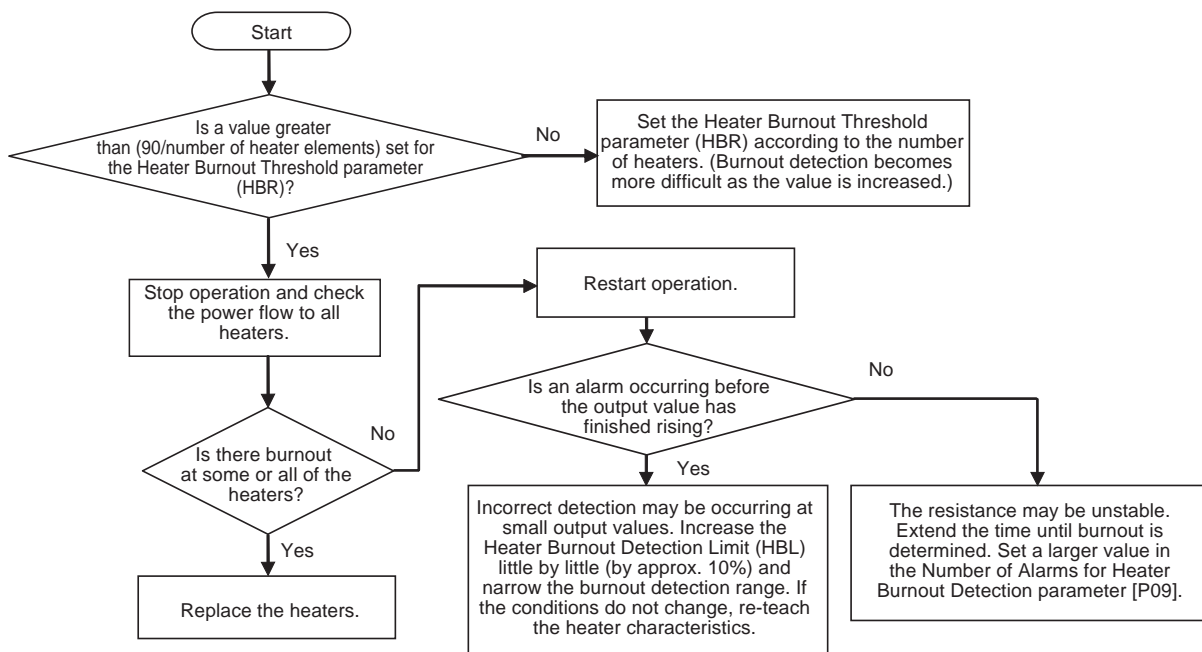 Start
Is a value greater
than (90/number of heater elements) set for
the Heater Burnout Threshold parameter
(HBR)?
No
Set the Heater Burnout Threshold
parameter (HBR) according to the number
of heaters. (Burnout detection becomes
more difficult as the value is increased.)
Yes
Stop operation and check
the power flow to all
heaters.
Is there burnout
at some or all of the
heaters?
No
Yes
Replace the heaters.
Restart operation.
Is an alarm occurring before
the output value has
finished rising?
No
Yes
Incorrect detection may be occurring at
small output values. Increase the
Heater Burnout Detection Limit (HBL)
little by little (by approx. 10%) and
narrow the burnout detection range. If
the conditions do not change, re-teach
the heater characteristics.
The resistance may be unstable.
Extend the time until burnout is
determined. Set a larger value in
the Number of Alarms for Heater
Burnout Detection parameter [P09].